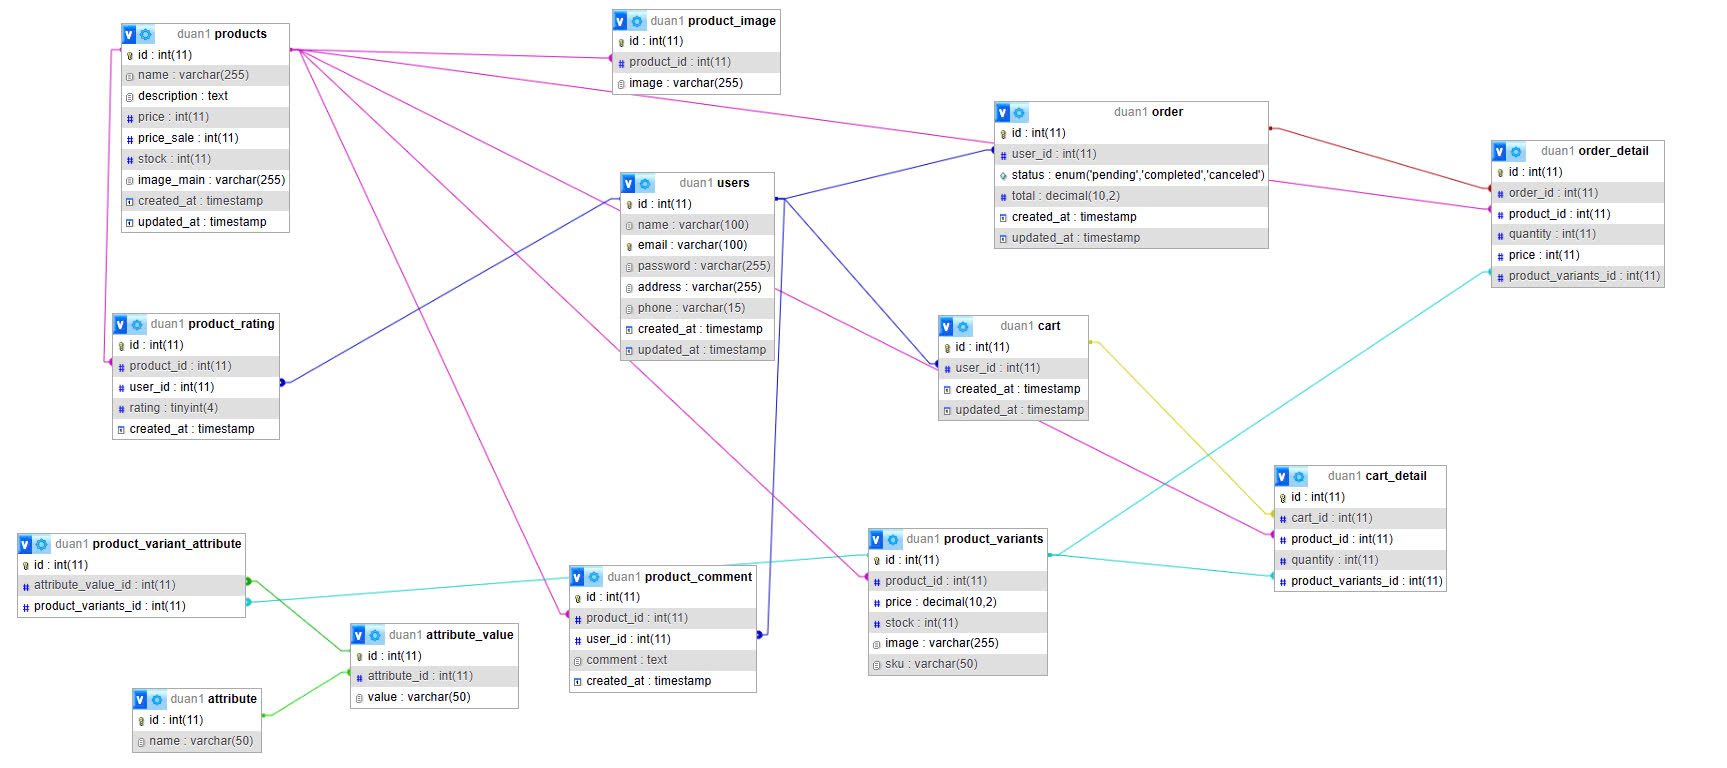 duan1 products
id : int(11)
name : varchar(255)
description : text
price : int(11)
price_sale : int(11)
stock : int(11)
image_main : varchar(255)
created_at : timestamp
updated_at : timestamp
duan1 product_image
id : int(11)
product_id : int(11)
image : varchar(255)
duan1 order
id : int(11)
user_id : int(11)
status : enum('pending','completed','canceled')
total : decimal(10,2)
created_at : timestamp
updated_at : timestamp
duan1 order_detail
id : int(11)
order_id : int(11)
product_id : int(11)
quantity : int(11)
price : int(11)
product_variants_id : int(11)
duan1 users
id : int(11)
name : varchar(100)
email : varchar(100)
password : varchar(255)
address : varchar(255)
phone : varchar(15)
created_at : timestamp
updated_at : timestamp
duan1 product_rating
id : int(11)
product_id : int(11)
user_id : int(11)
rating : tinyint(4)
created_at : timestamp
duan1 cart
id : int(11)
user_id : int(11)
created_at : timestamp
updated_at : timestamp
duan1 cart_detail
id : int(11)
cart_id : int(11)
product_id : int(11)
quantity : int(11)
product_variants_id : int(11)
duan1 product_variant_attribute
id : int(11)
attribute_value_id : int(11)
product_variants_id : int(11)
duan1 product_comment
id : int(11)
product_id : int(11)
user_id : int(11)
comment : text
created_at : timestamp
duan1 product_variants
id : int(11)
product_id : int(11)
price : decimal(10,2)
stock : int(11)
image : varchar(255)
sku : varchar(50)
duan1 attribute_value
id : int(11)
attribute_id : int(11)
value : varchar(50)
duan1 attribute
id : int(11)
name : varchar(50)